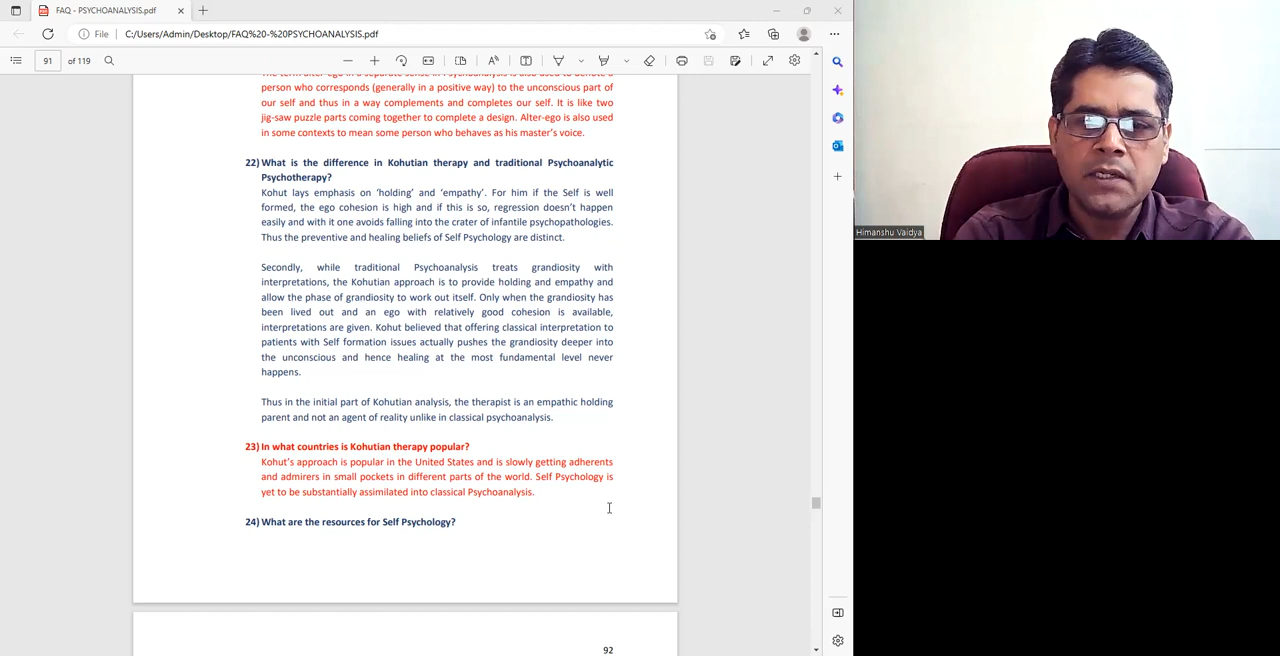 FAQ - PSYCHOANALYSIS.pdf
File
C:/Users/Admin/Desktop/FAQ%20-%20PSYCHOANALYSIS.pdf
91
of 119
The term alter-ego in a separate sense in Psychoanalysis is also used to denote a
person who corresponds (generally in a positive way) to the unconscious part of
our self and thus in a way complements and completes our self. It is like two
jig-saw puzzle parts coming together to complete a design. Alter-ego is also used
in some contexts to mean some person who behaves as his master's voice.
22) What is the difference in Kohutian therapy and traditional Psychoanalytic
Psychotherapy?
Kohut lays emphasis on 'holding' and 'empathy'. For him if the Self is well
formed, the ego cohesion is high and if this is so, regression doesn't happen
easily and with it one avoids falling into the crater of infantile psychopathologies.
Thus the preventive and healing beliefs of Self Psychology are distinct.
Secondly, while traditional Psychoanalysis treats grandiosity with
interpretations, the Kohutian approach is to provide holding and empathy and
allow the phase of grandiosity to work out itself. Only when the grandiosity has
been lived out and an ego with relatively good cohesion is available,
interpretations are given. Kohut believed that offering classical interpretation to
patients with Self formation issues actually pushes the grandiosity deeper into
the unconscious and hence healing at the most fundamental level never
happens.
Thus in the initial part of Kohutian analysis, the therapist is an empathic holding
parent and not an agent of reality unlike in classical psychoanalysis.
23) In what countries is Kohutian therapy popular?
Kohut's approach is popular in the United States and is slowly getting adherents
and admirers in small pockets in different parts of the world. Self Psychology is
yet to be substantially assimilated into classical Psychoanalysis.
24) What are the resources for Self Psychology?
92
Himanshu Vaidya